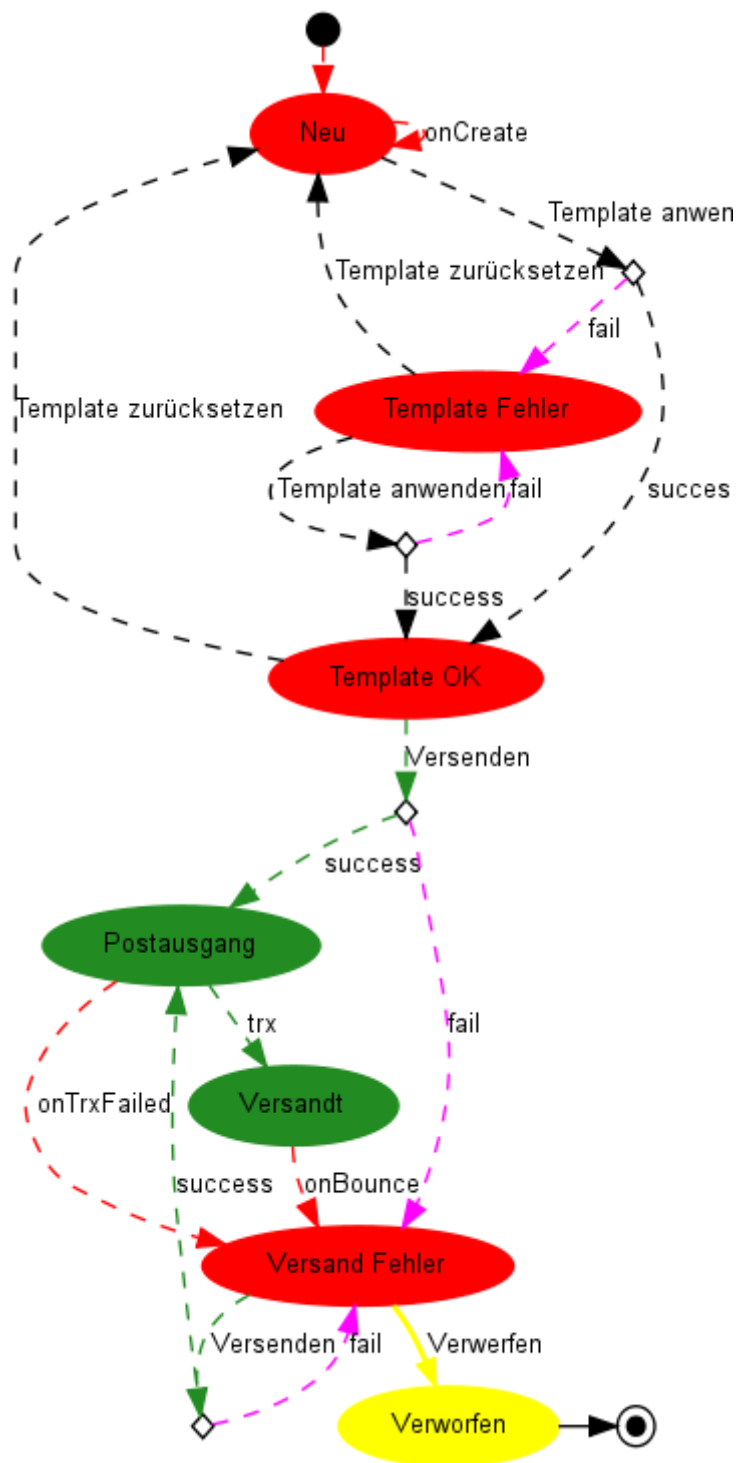 Neu
onCreate
Template anwen
Template zurücksetzen
fail
Template Fehler
Template zurücksetzen
Template anwenden
fail
succes
success
Template OK
Versenden
success
Postausgang
fail
trx
onTrxFailed
Versandt
success
onBounce
Versand Fehler
Versenden
fail
Verwerfen
Verworfen